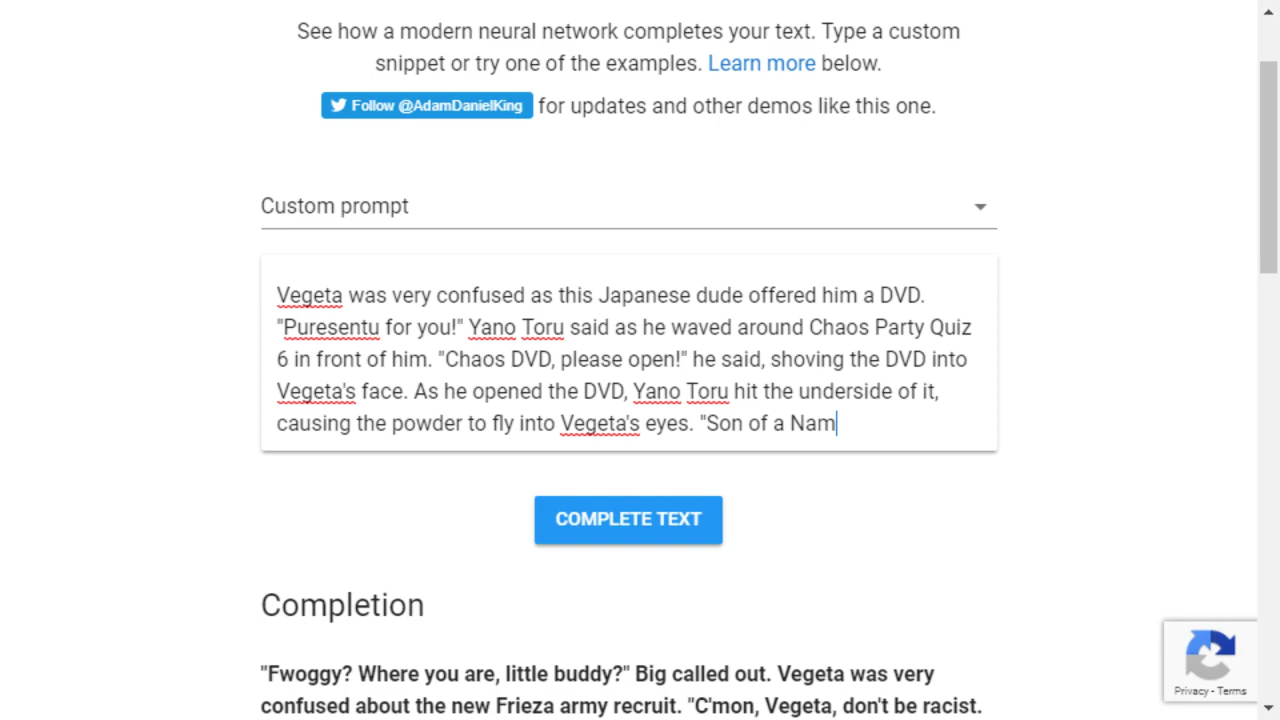 See how a modern neural network completes your text. Type a custom
snippet or try one of the examples. Learn more below.
Follow @AdamDanielKing for updates and other demos like this one.
Custom prompt
Vegeta was very confused as this Japanese dude offered him a DVD.
"Puresentu for you!" Yano Toru said as he waved around Chaos Party Quiz
6 in front of him. "Chaos DVD, please open!" he said, shoving the DVD into
Vegeta's face. As he opened the DVD, Yano Toru hit the underside of it,
causing the powder to fly into Vegeta's eyes. "Son of a Nam
COMPLETE TEXT
Completion
"Fwoggy? Where you are, little buddy?" Big called out. Vegeta was very
confused about the new Frieza army recruit. "C'mon, Vegeta, don't be racist.
Privacy - Terms